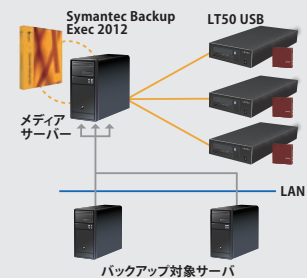 Symantec Backup
Exec 2012
LT50 USB
メディア
サーバー
LAN
バックアップ対象サーバ